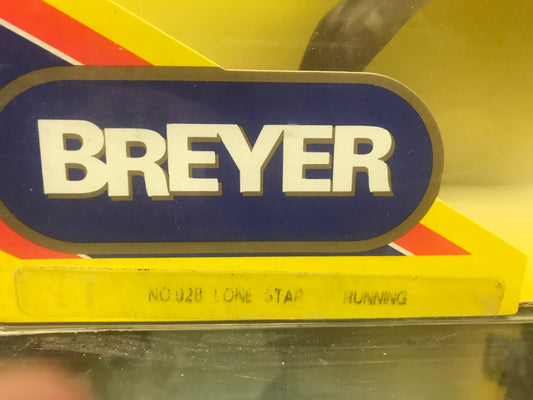 BREYER
NO 928 LONE STAR RUNNING